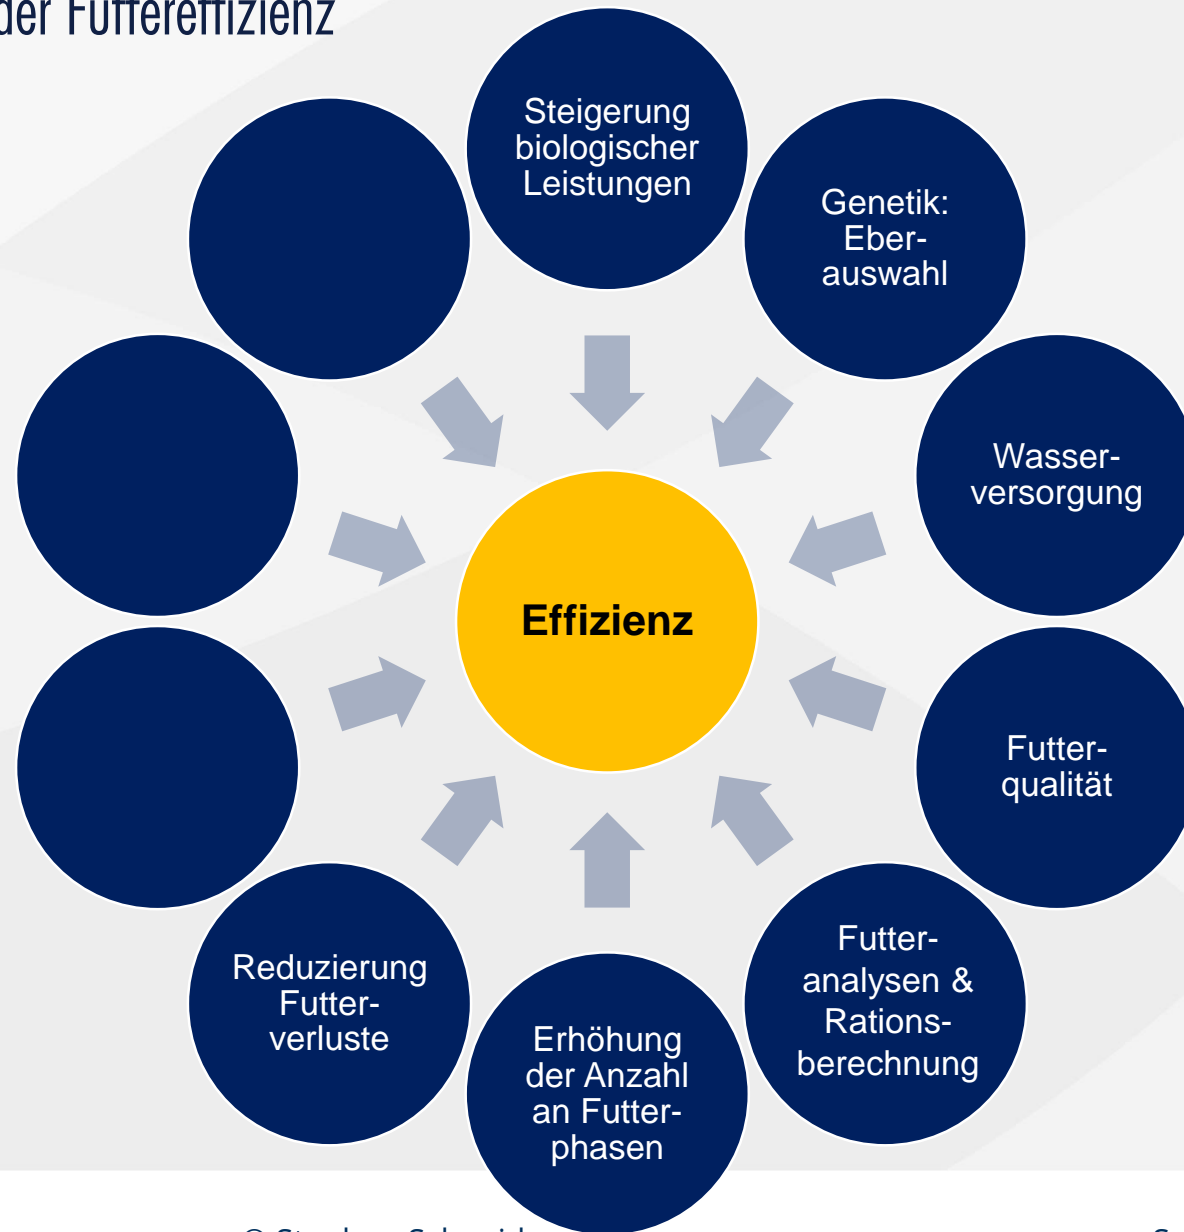 der Futtereffizienz
Steigerung
biologischer
Leistungen
Genetik:
Eber-
auswahl
Wasser-
versorgung
Futter-
qualität
Futter-
analysen &
Rations-
berechnung
Erhöhung
der Anzahl
an Futter-
phasen
Reduzierung
Futter-
verluste
Effizienz